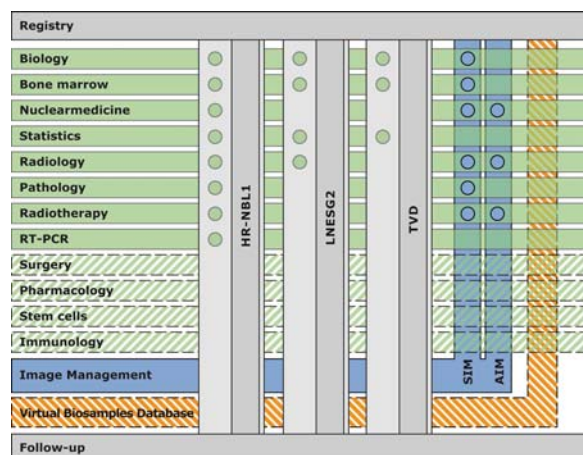 Registry
Biology
Bone marrow
Nuclearmedicine
Statistics
Radiology
Pathology
Radiotherapy
RT-PCR
Surgery
Pharmacology
Stem cells
Immunology
HR-NBL1
LNESG2
TVD
Image Management
SIM
AIM
Virtual Biosamples Database
Follow-up